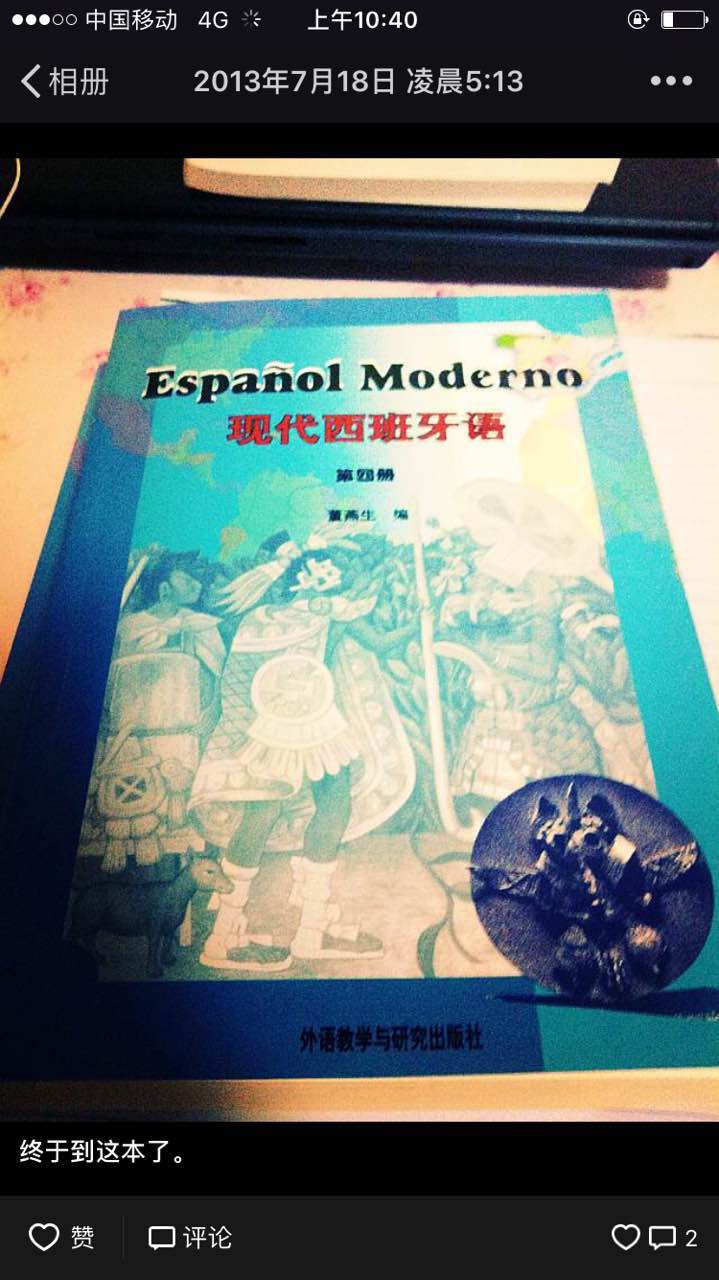 中国移动 4G 上午10:40
相册 2013年7月18日 凌晨5:13
Español Moderno
现代西班牙语
第四册
董燕生 编
外语教学与研究出版社
终于到这本了。
赞 评论 2